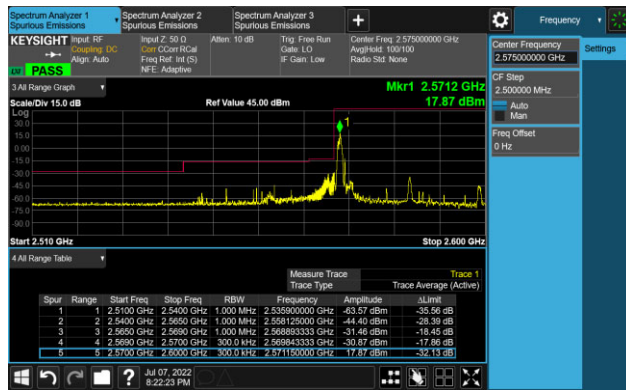 Spectrum Analyzer 1
Spurious Emissions
Spectrum Analyzer 2
Spurious Emissions
Spectrum Analyzer 3
Spurious Emissions
Frequency
KEYSIGHT
Input: RF
Coupling: DC
Align: Auto
Input Z: 50 Ω
Corr CCorr RCal
Freq Ref: Int (S)
NFE: Adaptive
Atten: 10 dB
Trig: Free Run
Gate: LO
IF Gain: Low
Center Freq: 2.575000000 GHz
Avg|Hold: 100/100
Radio Std: None
PASS
Center Frequency
2.575000000 GHz
Settings
CF Step
2.500000 MHz
Auto
Man
Freq Offset
0 Hz
3 All Range Graph
Mkr1 2.5712 GHz
Scale/Div 15.0 dB
Ref Value 45.00 dBm
17.87 dBm
Log
30.0
15.0
0.00
-15.0
-30.0
-45.0
-60.0
-75.0
-90.0
1
Start 2.510 GHz
Stop 2.600 GHz
4 All Range Table
Measure Trace Trace 1
Trace Type Trace Average (Active)
Spur Range Start Freq Stop Freq RBW Frequency Amplitude ΔLimit
1 1 2.5100 GHz 2.5400 GHz 1.000 MHz 2.535900000 GHz -63.57 dBm -35.56 dB
2 2 2.5400 GHz 2.5650 GHz 1.000 MHz 2.558125000 GHz -44.40 dBm -28.39 dB
3 3 2.5650 GHz 2.5690 GHz 1.000 MHz 2.568893333 GHz -31.46 dBm -18.45 dB
4 4 2.5690 GHz 2.5700 GHz 300.0 kHz 2.569843333 GHz -30.87 dBm -17.86 dB
5 5 2.5700 GHz 2.6000 GHz 300.0 kHz 2.571150000 GHz 17.87 dBm -32.13 dB
Jul 07, 2022
8:22:23 PM